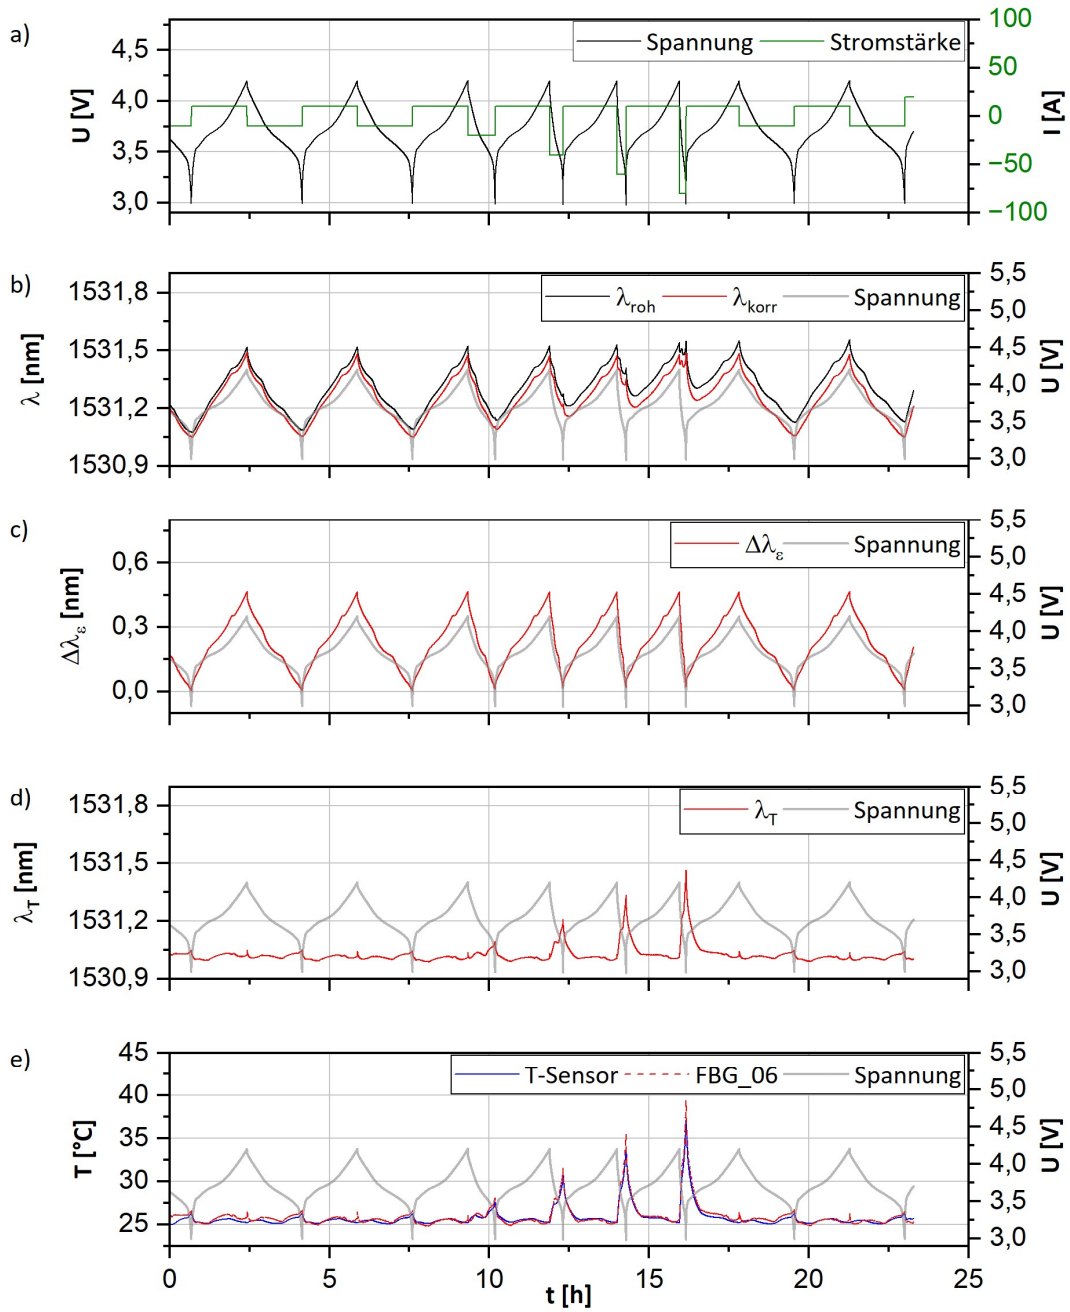 a)
U [V]
4,5
4,0
3,5
3,0
Spannung Stromstärke
100
50
0
−50
−100
I [A]
b)
λ [nm]
1531,8
1531,5
1531,2
1530,9
λroh λkorr Spannung
5,5
5,0
4,5
4,0
3,5
3,0
U [V]
c)
Δλε [nm]
0,6
0,3
0,0
Δλε Spannung
5,5
5,0
4,5
4,0
3,5
3,0
U [V]
d)
λT [nm]
1531,8
1531,5
1531,2
1530,9
λT Spannung
5,5
5,0
4,5
4,0
3,5
3,0
U [V]
e)
T [°C]
45
40
35
30
25
T-Sensor FBG_06 Spannung
5,5
5,0
4,5
4,0
3,5
3,0
U [V]
0 5 10 15 20 25
t [h]